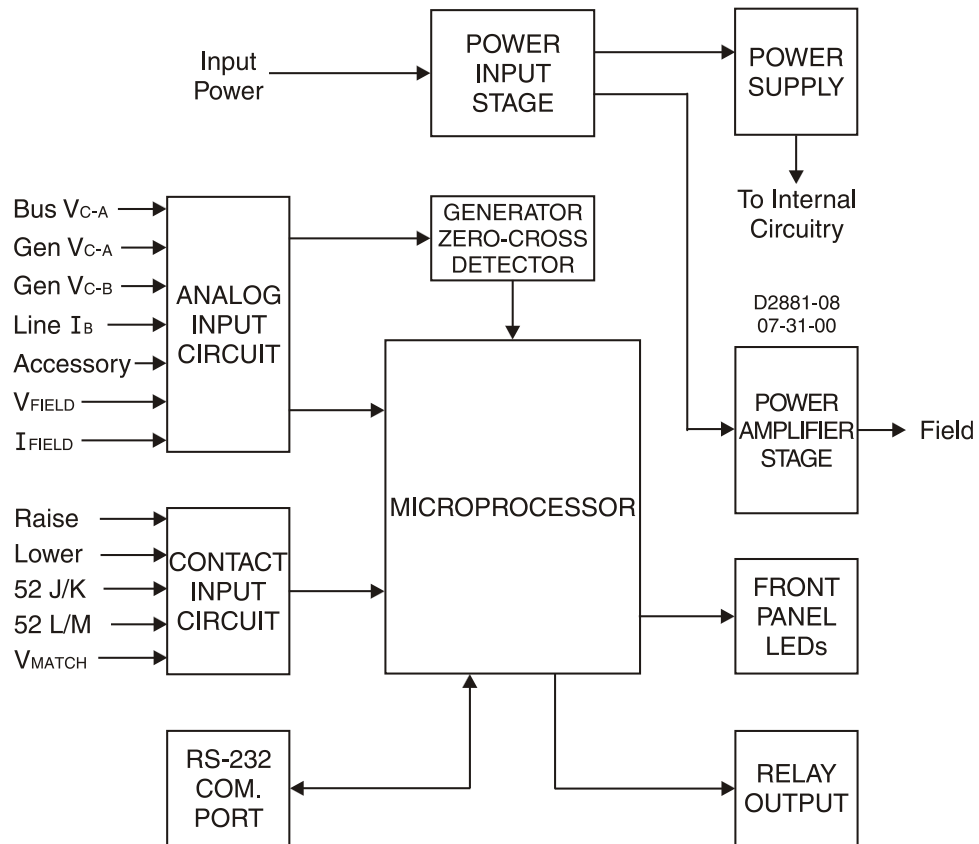 Input
Power
POWER
INPUT
STAGE
POWER
SUPPLY
To Internal
Circuitry
Bus VC-A
Gen VC-A
Gen VC-B
Line IB
Accessory
VFIELD
IFIELD
ANALOG
INPUT
CIRCUIT
GENERATOR
ZERO-CROSS
DETECTOR
D2881-08
07-31-00
POWER
AMPLIFIER
STAGE
Field
MICROPROCESSOR
Raise
Lower
52 J/K
52 L/M
VMATCH
CONTACT
INPUT
CIRCUIT
FRONT
PANEL
LEDs
RS-232
COM.
PORT
RELAY
OUTPUT